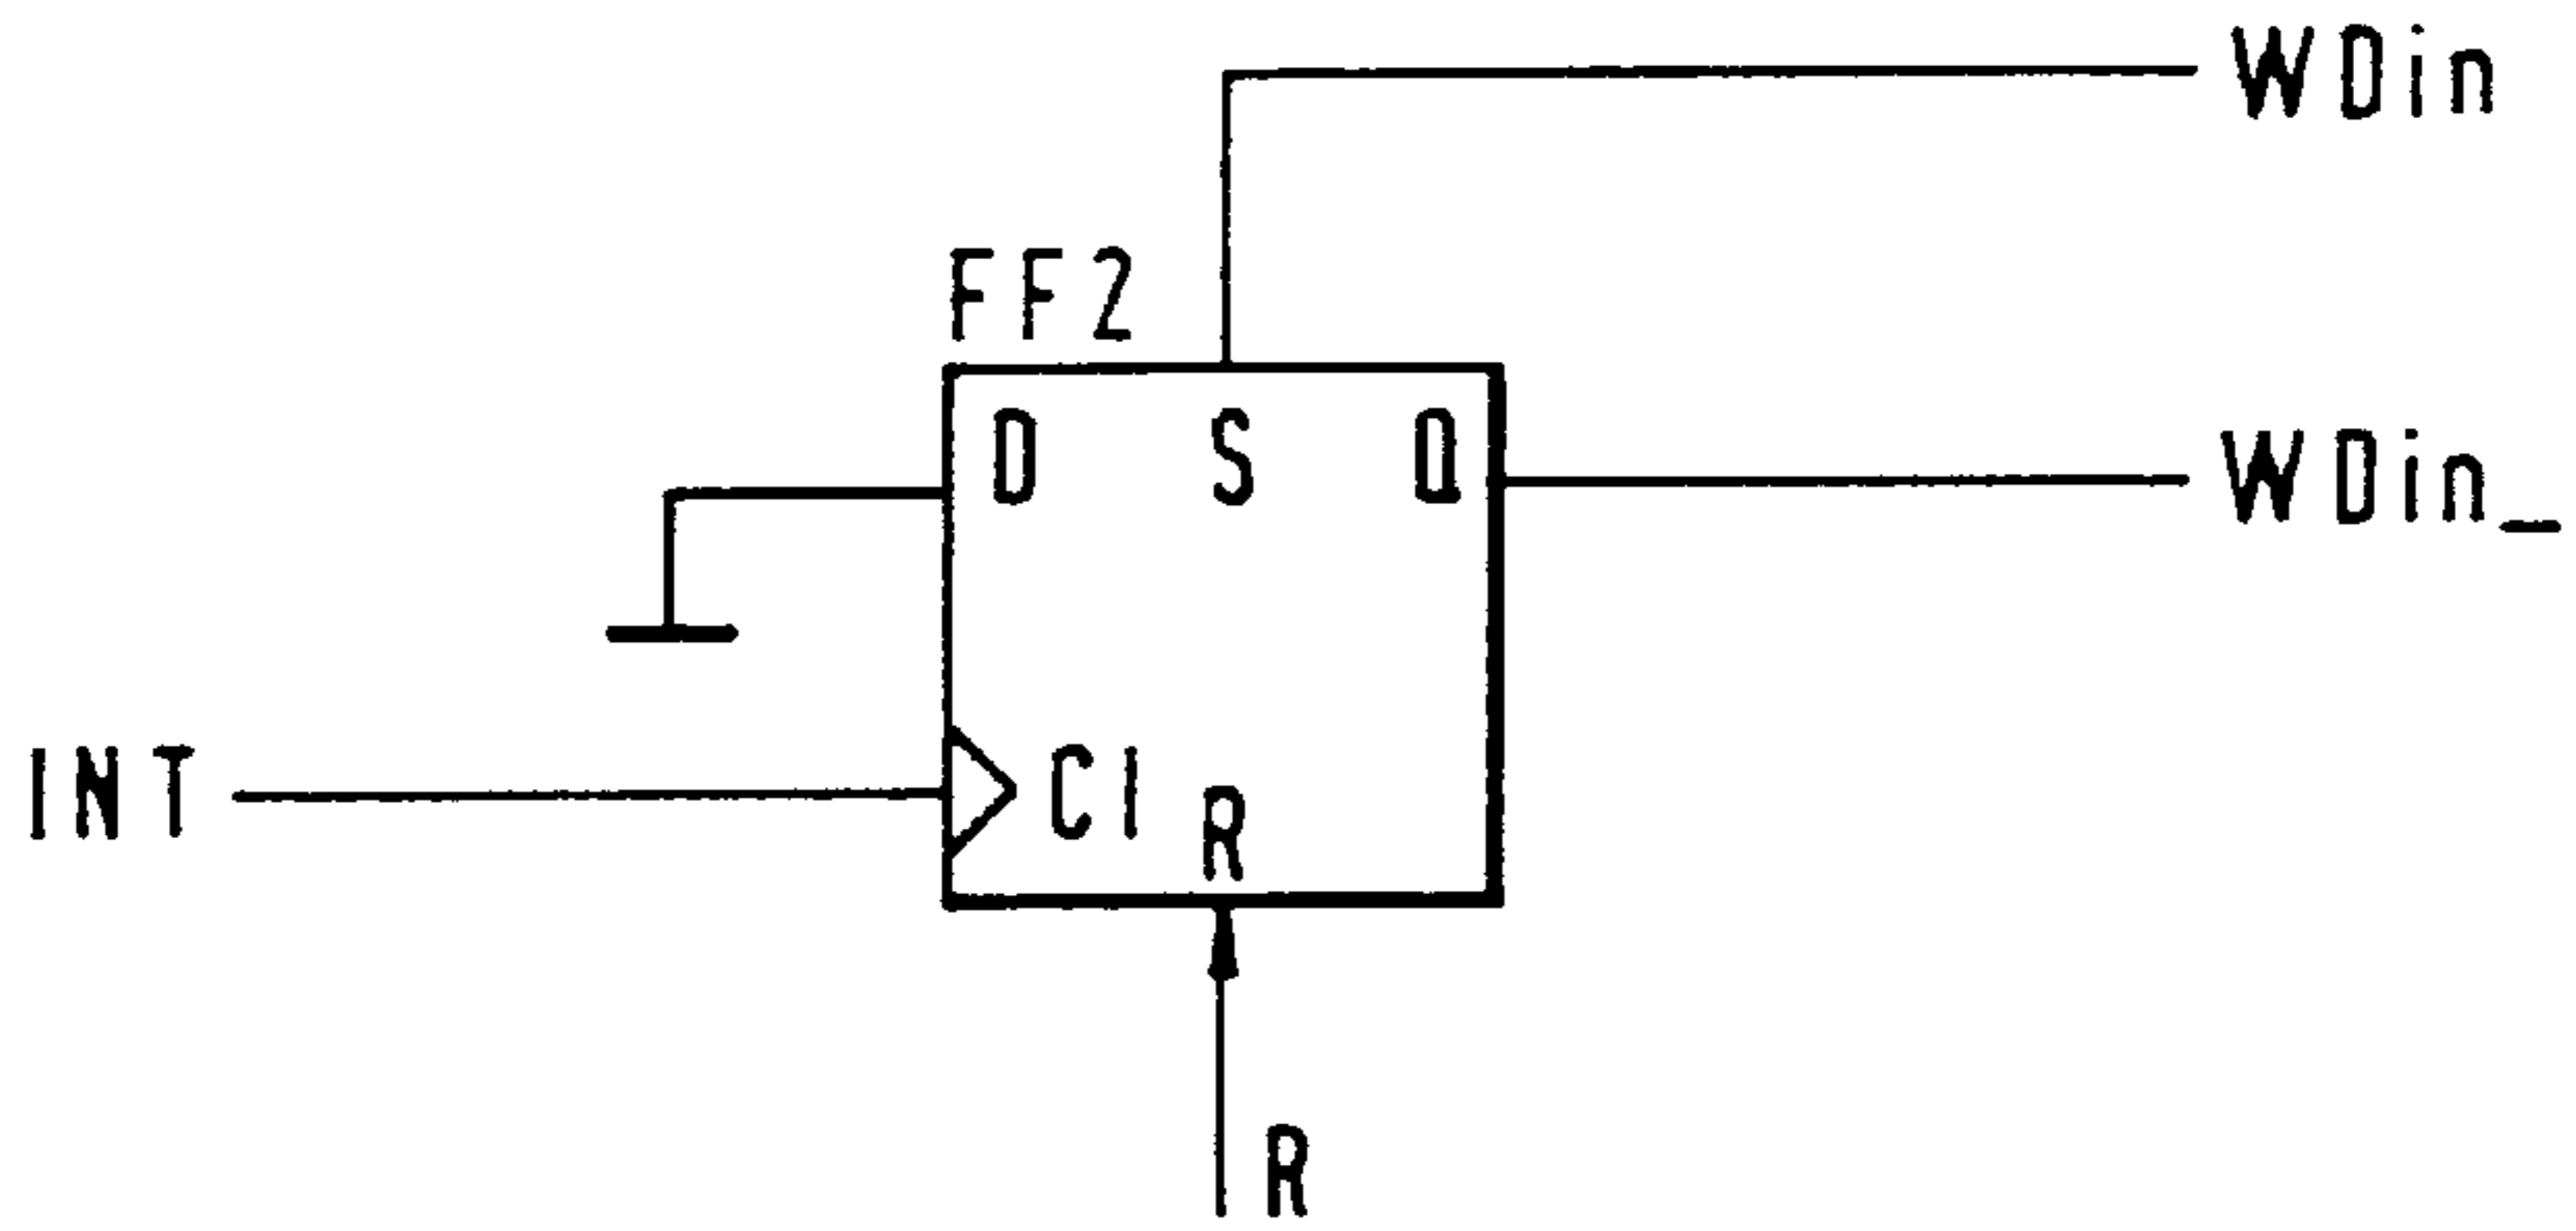 WDin
FF2
D S Q
WDin_
INT
CI
R
R